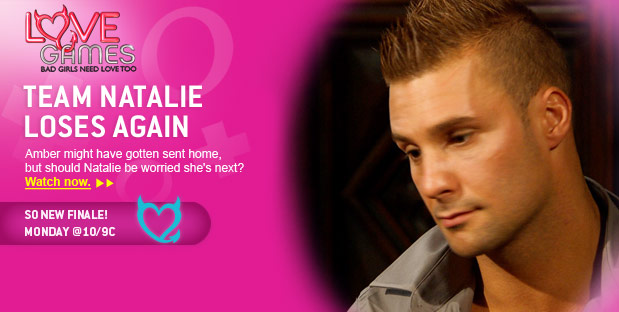 LOVE
GAMES
BAD GIRLS NEED LOVE TOO
TEAM NATALIE
LOSES AGAIN
Amber might have gotten sent home,
but should Natalie be worried she's next?
Watch now.
SO NEW FINALE!
MONDAY @10/9C